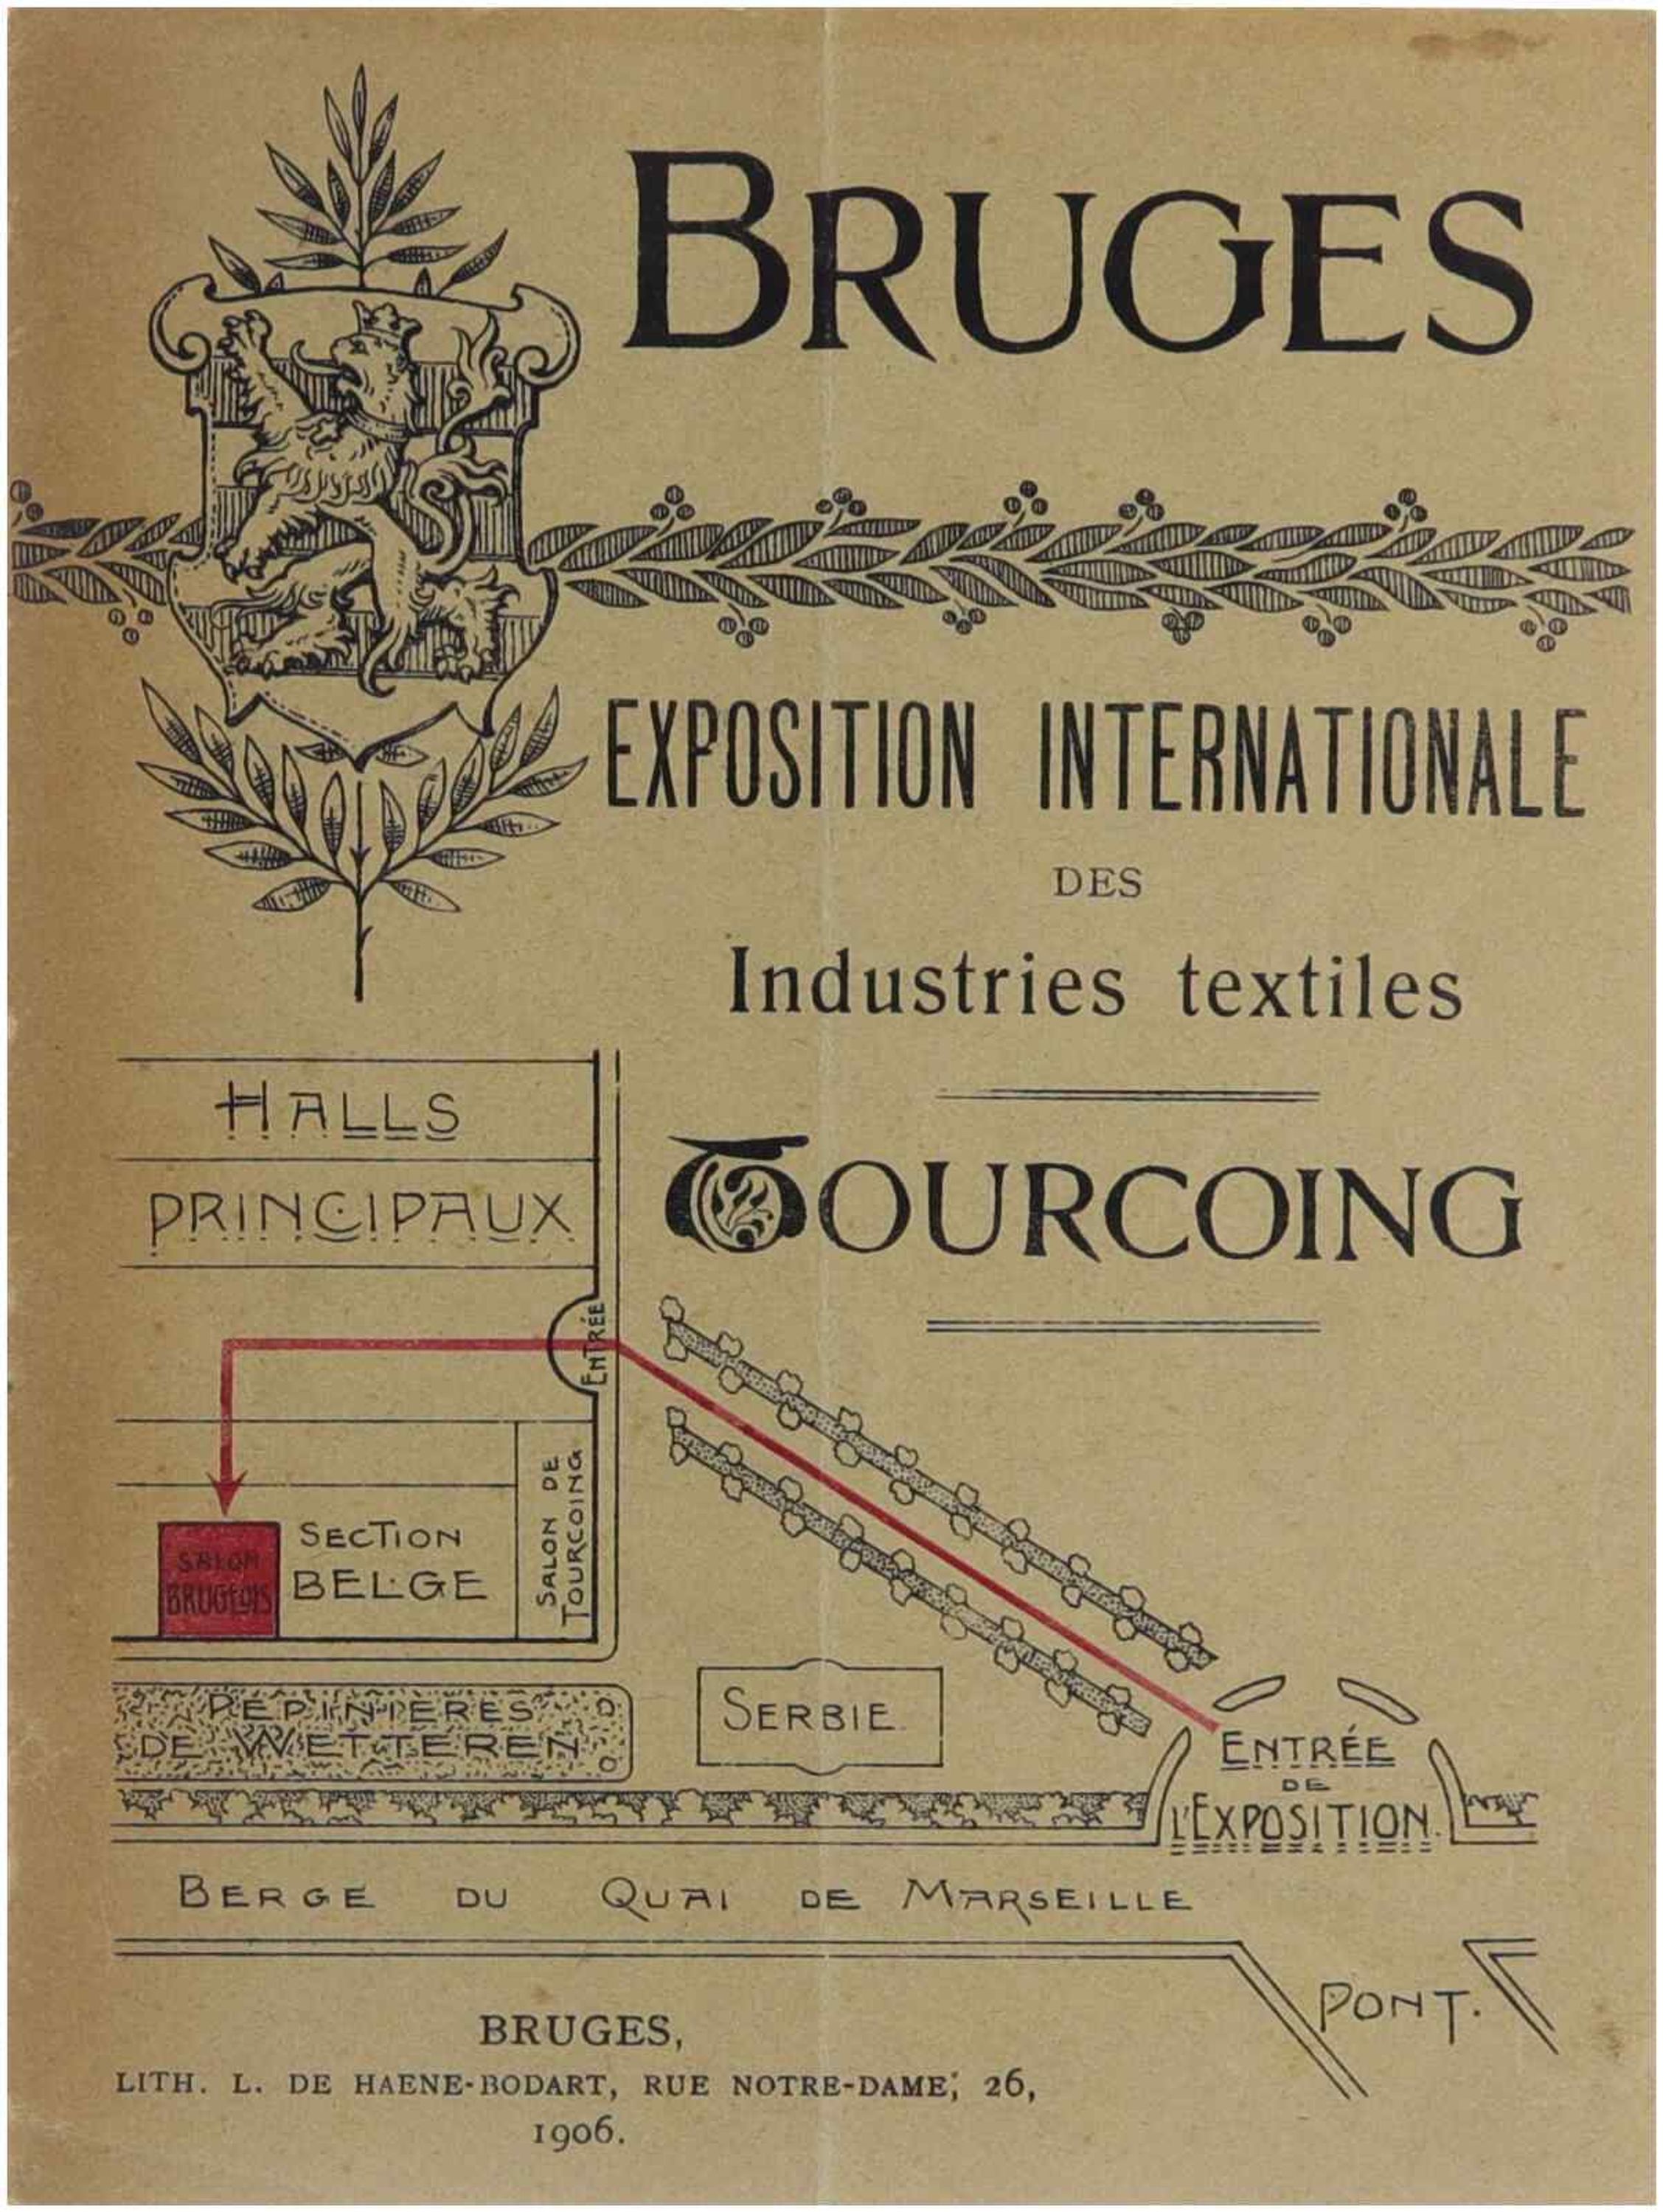 BRUGES
EXPOSITION INTERNATIONALE
DES
Industries textiles
TOURCOING
HALLS
PRINCIPAUX
ENTRÉE
SALON DE
TOURCOING
SECTION
BELGE
SALON
BRUGEOIS
PÉPINIÈRES
DE WETTEREN
SERBIE
ENTRÉE
DE
L'EXPOSITION.
BERGE DU QUAI DE MARSEILLE
PONT.
BRUGES,
LITH. L. DE HAENE-BODART, RUE NOTRE-DAME, 26,
1906.